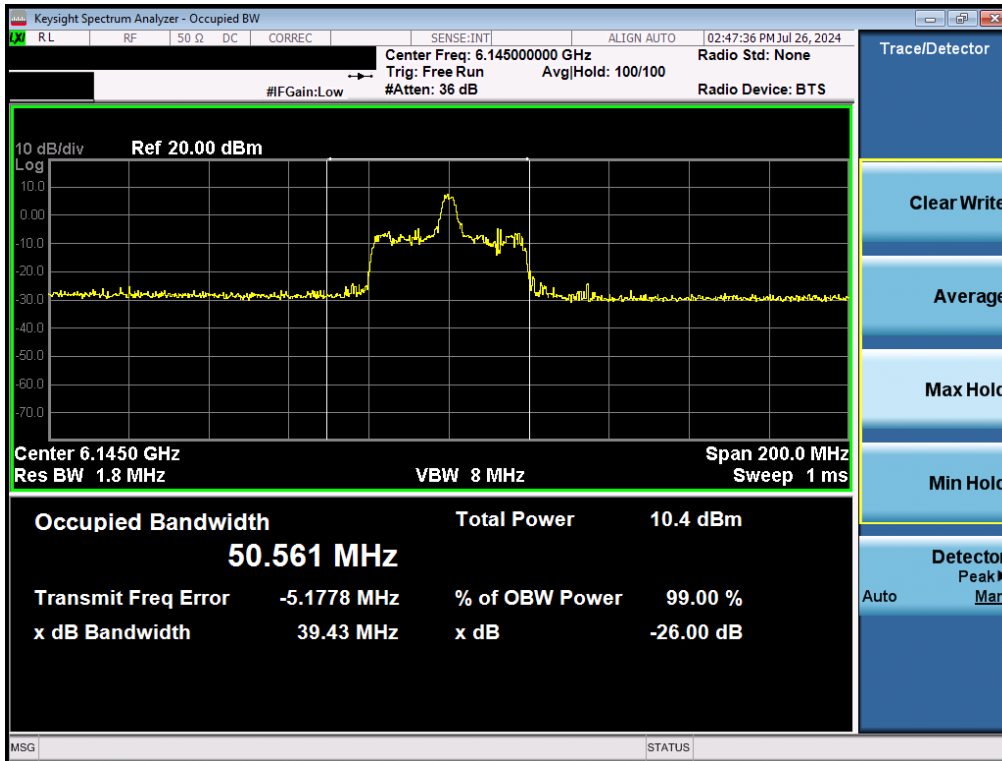 Keysight Spectrum Analyzer - Occupied BW
LXI RL RF 50 Ω DC CORREC SENSE:INT ALIGN AUTO 02:47:36 PM Jul 26, 2024
Center Freq: 6.145000000 GHz Radio Std: None
Trig: Free Run Avg|Hold: 100/100
#IFGain:Low #Atten: 36 dB Radio Device: BTS
10 dB/div Ref 20.00 dBm
Log
10.0
0.00
-10.0
-20.0
-30.0
-40.0
-50.0
-60.0
-70.0
Center 6.1450 GHz Span 200.0 MHz
Res BW 1.8 MHz VBW 8 MHz Sweep 1 ms
Occupied Bandwidth Total Power 10.4 dBm
50.561 MHz
Transmit Freq Error -5.1778 MHz % of OBW Power 99.00 %
x dB Bandwidth 39.43 MHz x dB -26.00 dB
MSG STATUS
Trace/Detector
Clear Write
Average
Max Hold
Min Hold
Detector
Peak
Auto Man